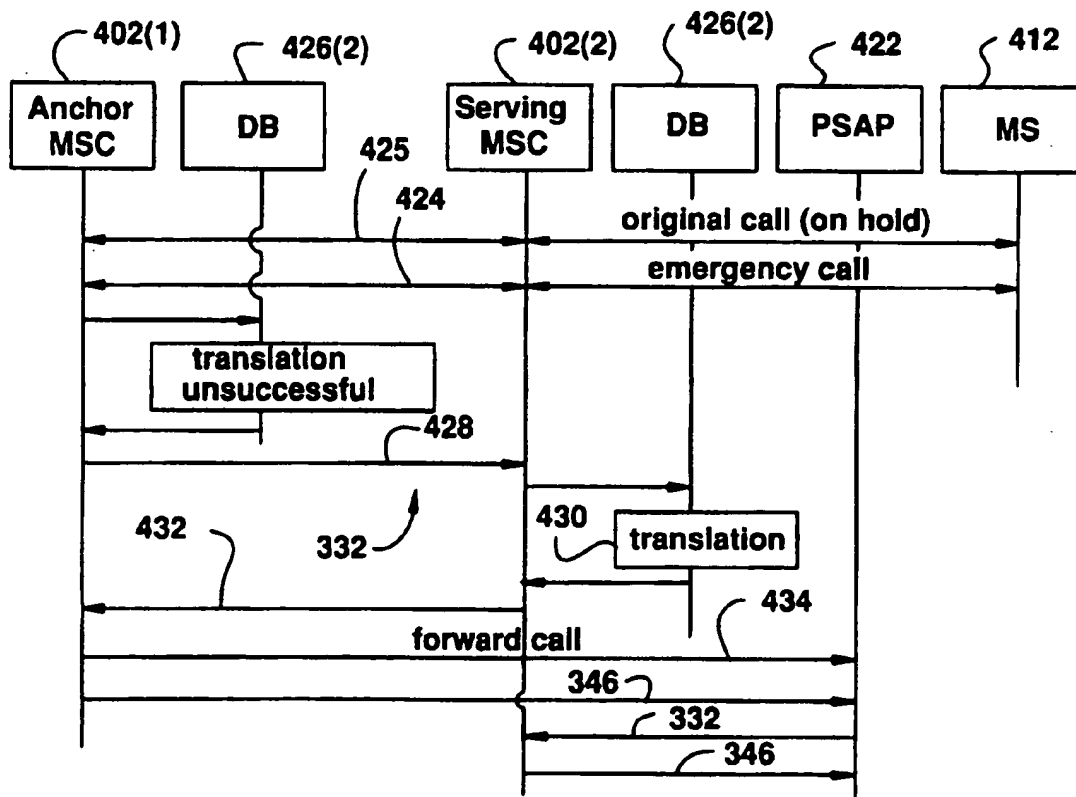 402(1)
426(2)
402(2)
426(2)
422
412
Anchor
MSC
DB
Serving
MSC
DB
PSAP
MS
425
424
original call (on hold)
emergency call
translation
unsuccessful
428
432
332
430
translation
434
forward call
346
332
346